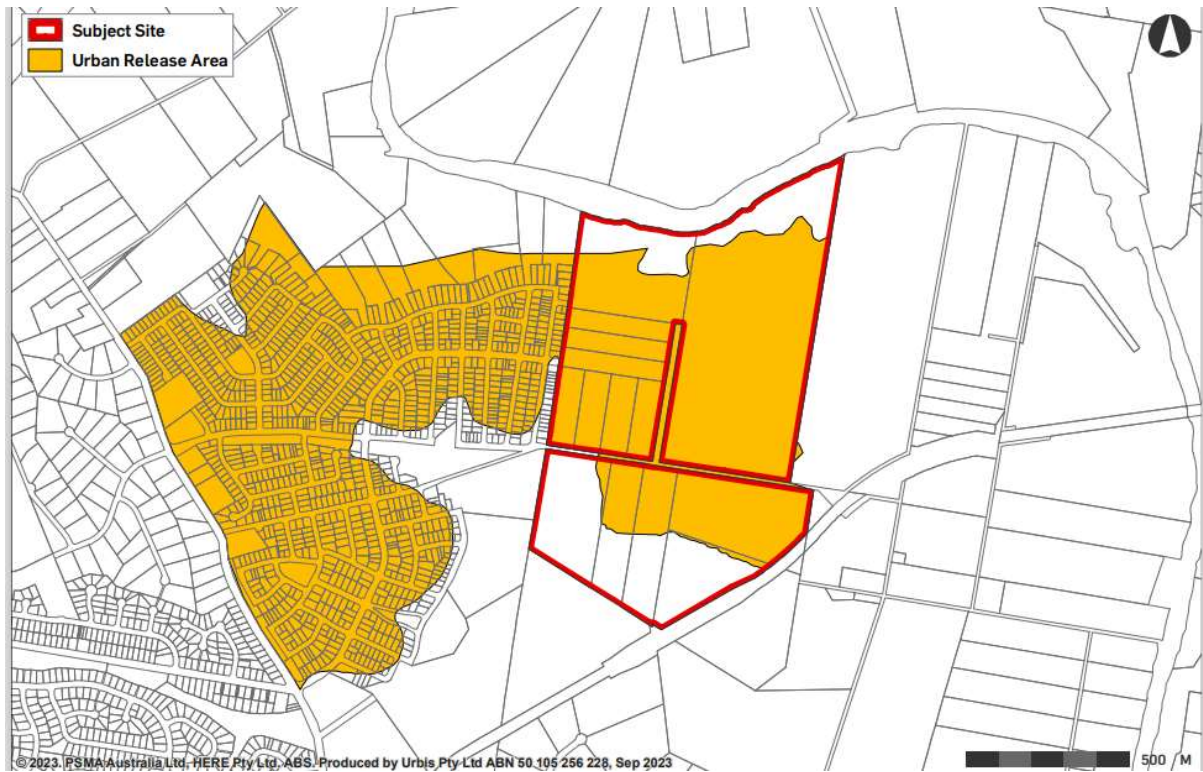 Subject Site
Urban Release Area
© 2023. PSMA Australia Ltd, HERE Pty Ltd, ABS. Produced by Urbis Pty Ltd ABN 50 105 256 228, Sep 2023
500 M